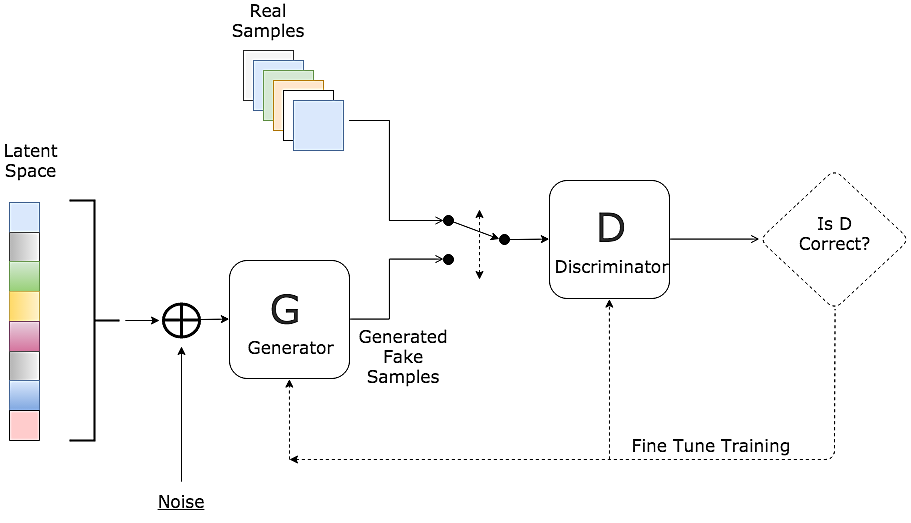 Real
Samples
Latent
Space
D
Discriminator
Is D
Correct?
G
Generator
Generated
Fake
Samples
Fine Tune Training
Noise